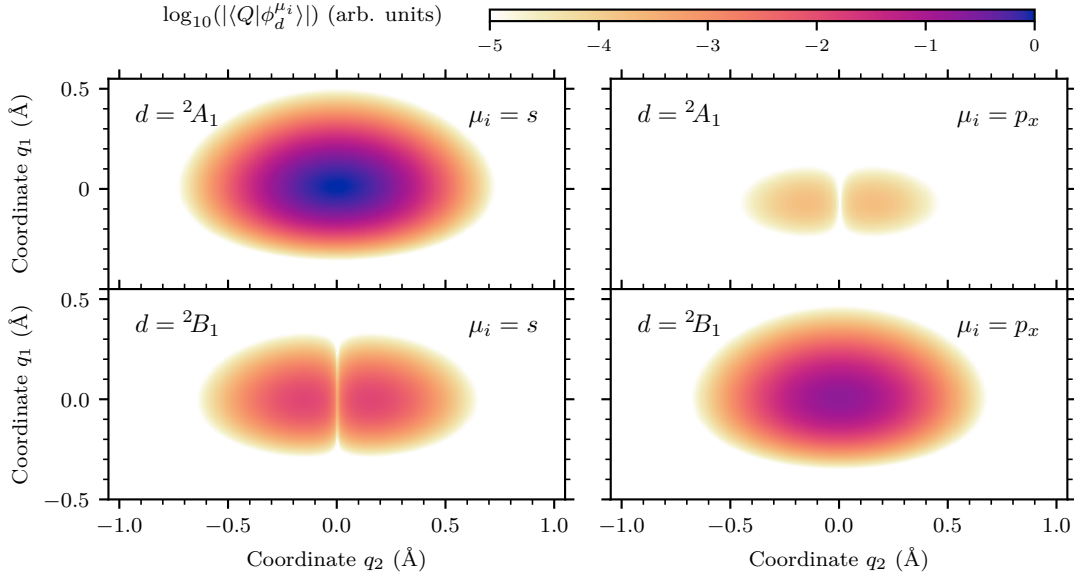 log₁₀(|⟨Q|ϕ_d^{μ_i}⟩|) (arb. units)
−5 −4 −3 −2 −1 0
d = ²A₁ μ_i = s
d = ²A₁ μ_i = p_x
Coordinate q₁ (Å)
0.5
0
d = ²B₁ μ_i = s
d = ²B₁ μ_i = p_x
Coordinate q₁ (Å)
0.5
0.0
−0.5
−1.0 −0.5 0.0 0.5 1.0
−1.0 −0.5 0.0 0.5 1.0
Coordinate q₂ (Å)
Coordinate q₂ (Å)